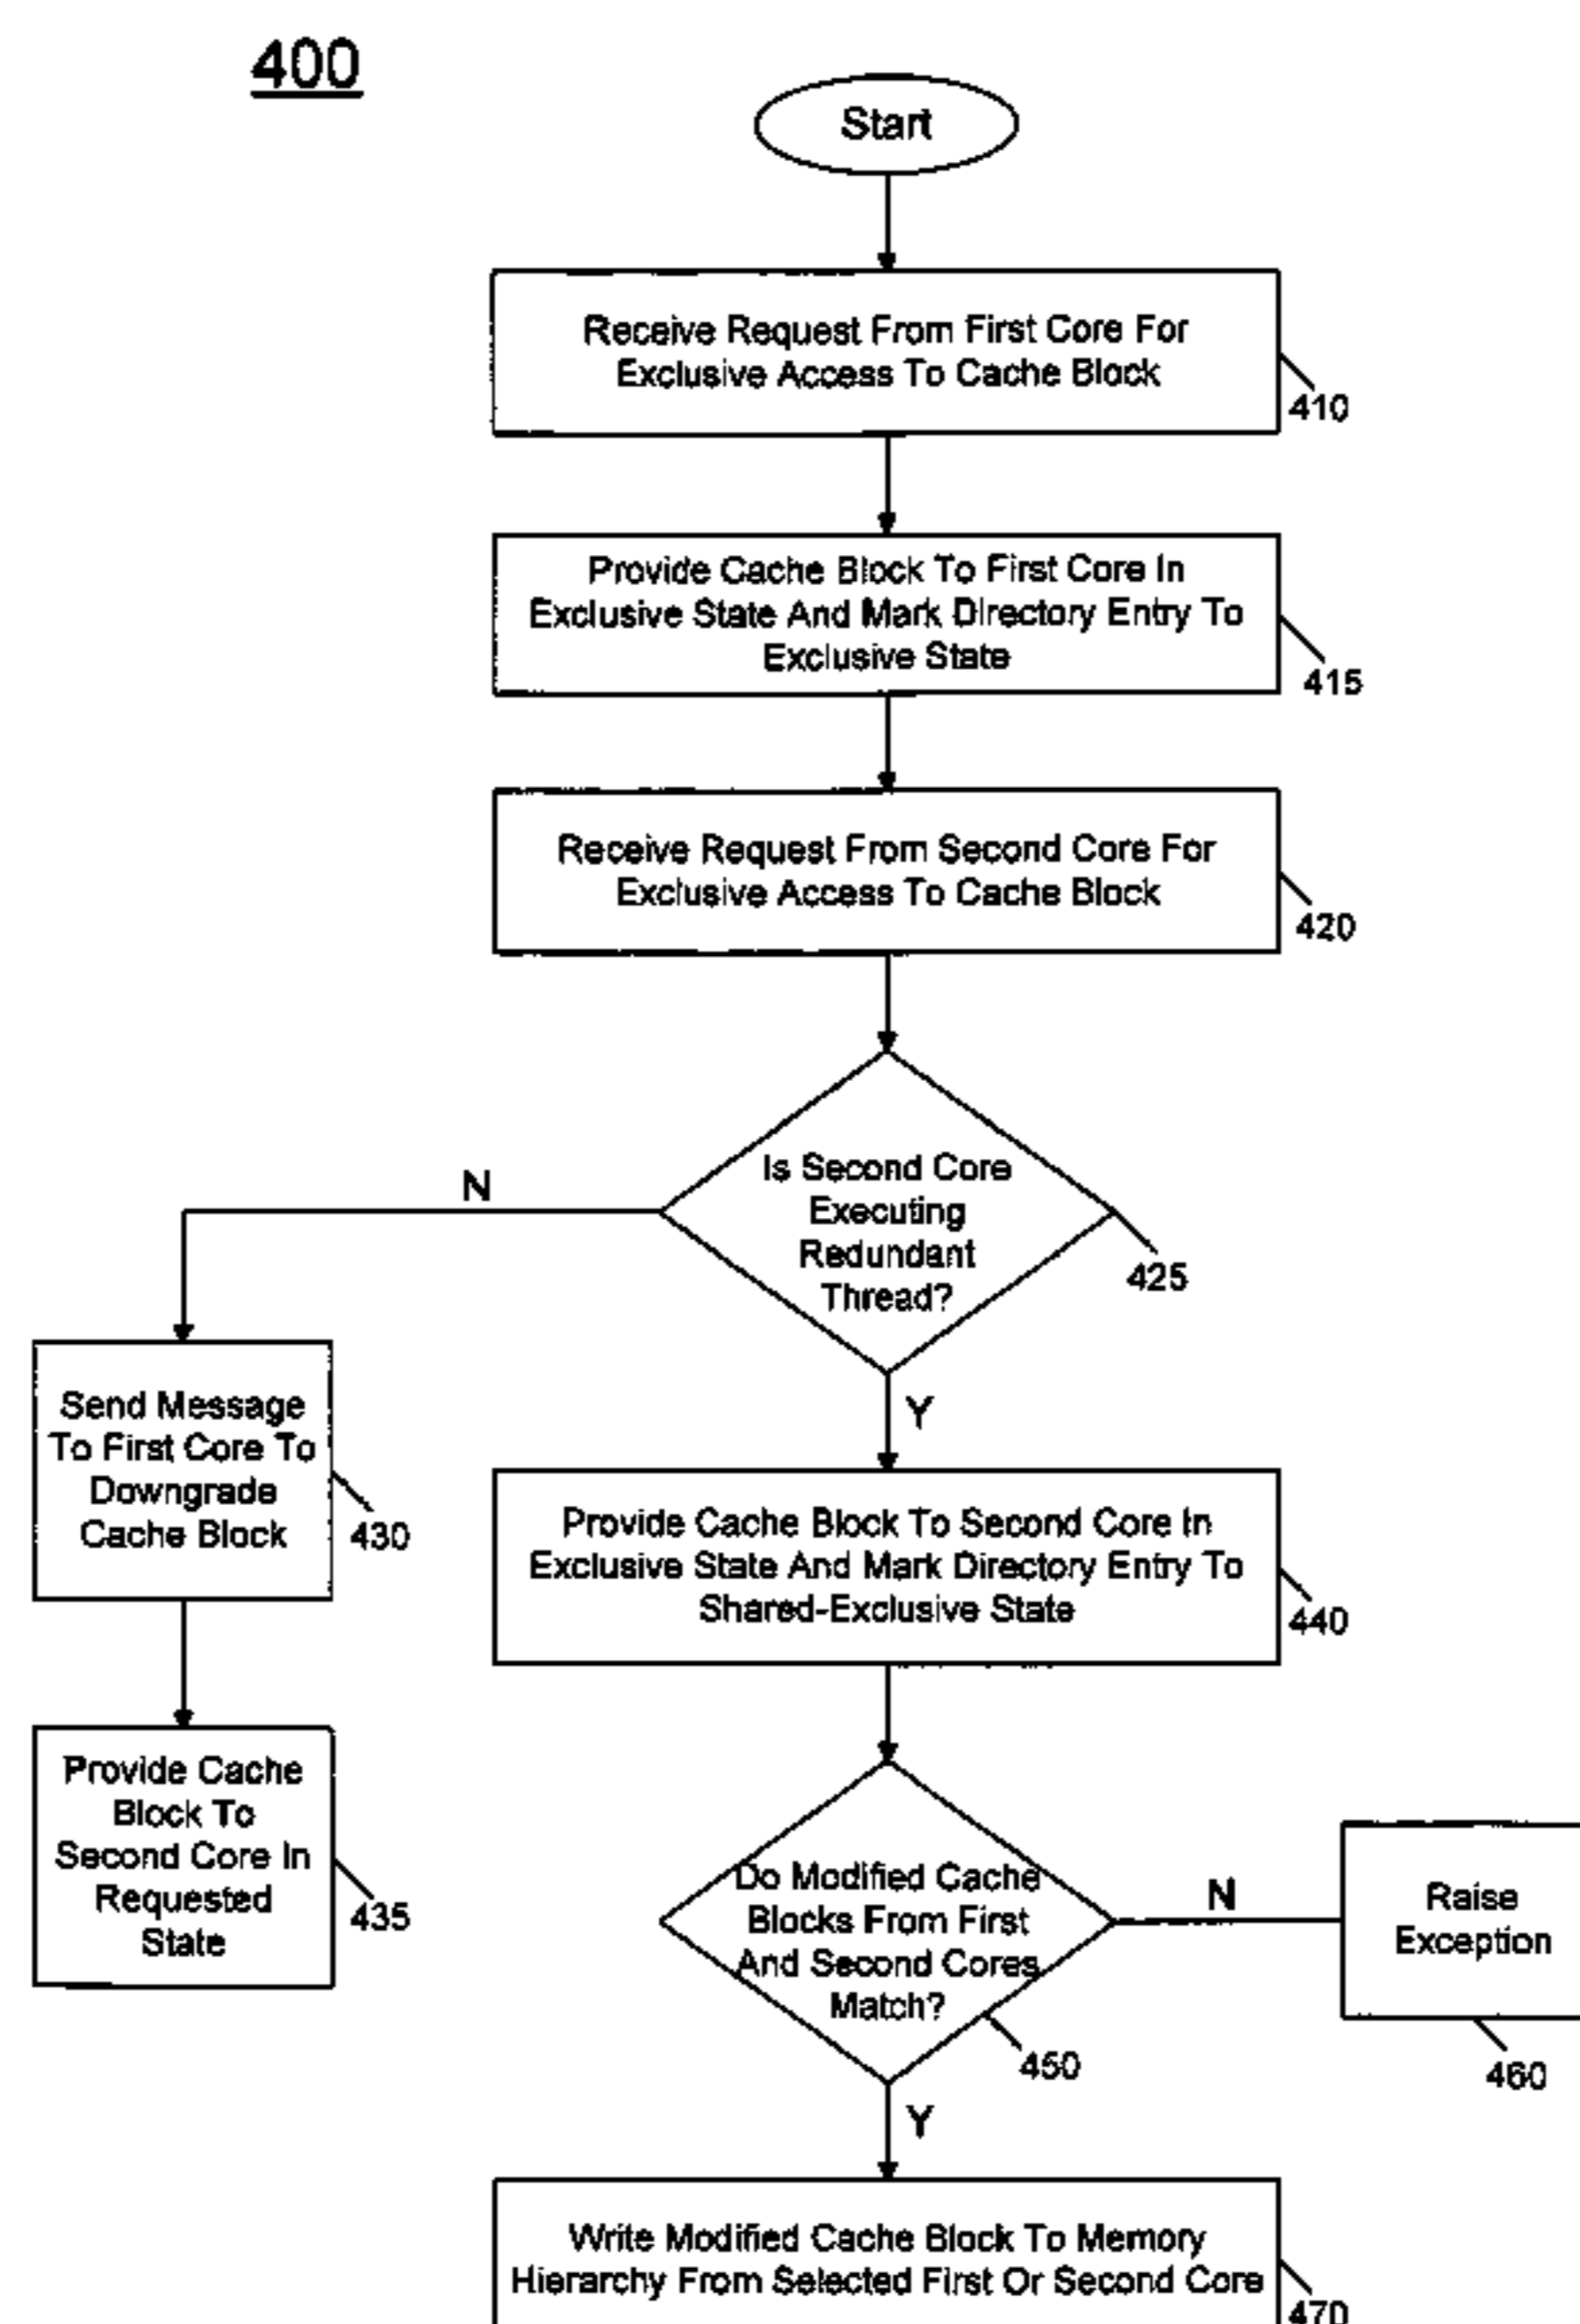 400
Start
Receive Request From First Core For
Exclusive Access To Cache Block
410
Provide Cache Block To First Core In
Exclusive State And Mark Directory Entry To
Exclusive State
415
Receive Request From Second Core For
Exclusive Access To Cache Block
420
Is Second Core
Executing
Redundant
Thread?
425
N
Y
Send Message
To First Core To
Downgrade
Cache Block
430
Provide Cache Block To Second Core In
Exclusive State And Mark Directory Entry To
Shared-Exclusive State
440
Provide Cache
Block To
Second Core In
Requested
State
435
Do Modified Cache
Blocks From First
And Second Cores
Match?
450
N
Raise
Exception
460
Y
Write Modified Cache Block To Memory
Hierarchy From Selected First Or Second Core
470